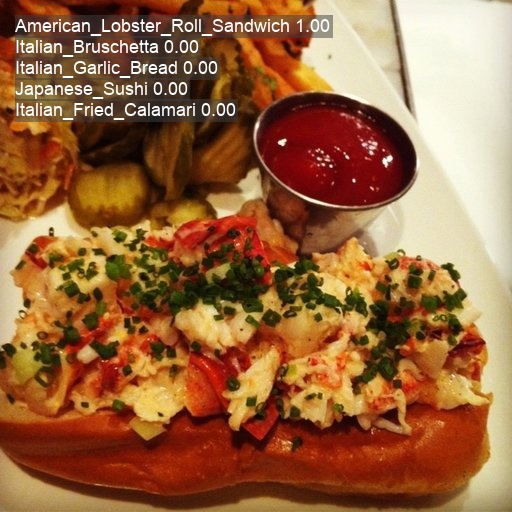 American_Lobster_Roll_Sandwich 1.00
Italian_Bruschetta 0.00
Italian_Garlic_Bread 0.00
Japanese_Sushi 0.00
Italian_Fried_Calamari 0.00